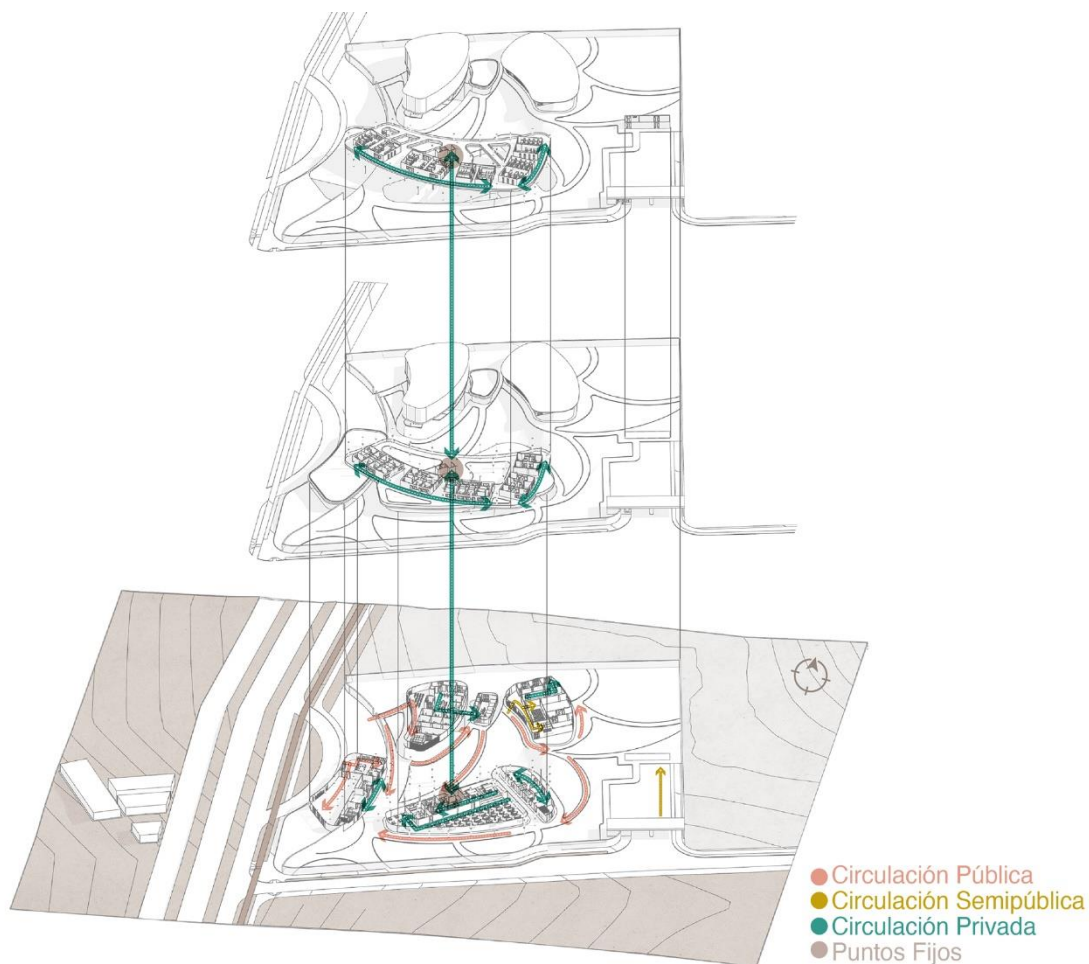 Circulación Pública
Circulación Semipública
Circulación Privada
Puntos Fijos